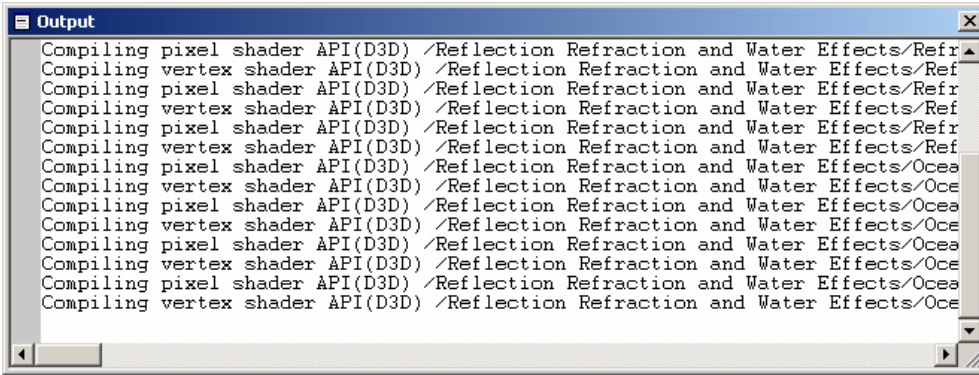 Output
Compiling pixel shader API(D3D) /Reflection Refraction and Water Effects/Refr
Compiling vertex shader API(D3D) /Reflection Refraction and Water Effects/Ref
Compiling pixel shader API(D3D) /Reflection Refraction and Water Effects/Refr
Compiling vertex shader API(D3D) /Reflection Refraction and Water Effects/Ref
Compiling pixel shader API(D3D) /Reflection Refraction and Water Effects/Refr
Compiling vertex shader API(D3D) /Reflection Refraction and Water Effects/Ref
Compiling pixel shader API(D3D) /Reflection Refraction and Water Effects/Ocea
Compiling vertex shader API(D3D) /Reflection Refraction and Water Effects/Oce
Compiling pixel shader API(D3D) /Reflection Refraction and Water Effects/Ocea
Compiling vertex shader API(D3D) /Reflection Refraction and Water Effects/Oce
Compiling pixel shader API(D3D) /Reflection Refraction and Water Effects/Ocea
Compiling vertex shader API(D3D) /Reflection Refraction and Water Effects/Oce
Compiling pixel shader API(D3D) /Reflection Refraction and Water Effects/Ocea
Compiling vertex shader API(D3D) /Reflection Refraction and Water Effects/Oce